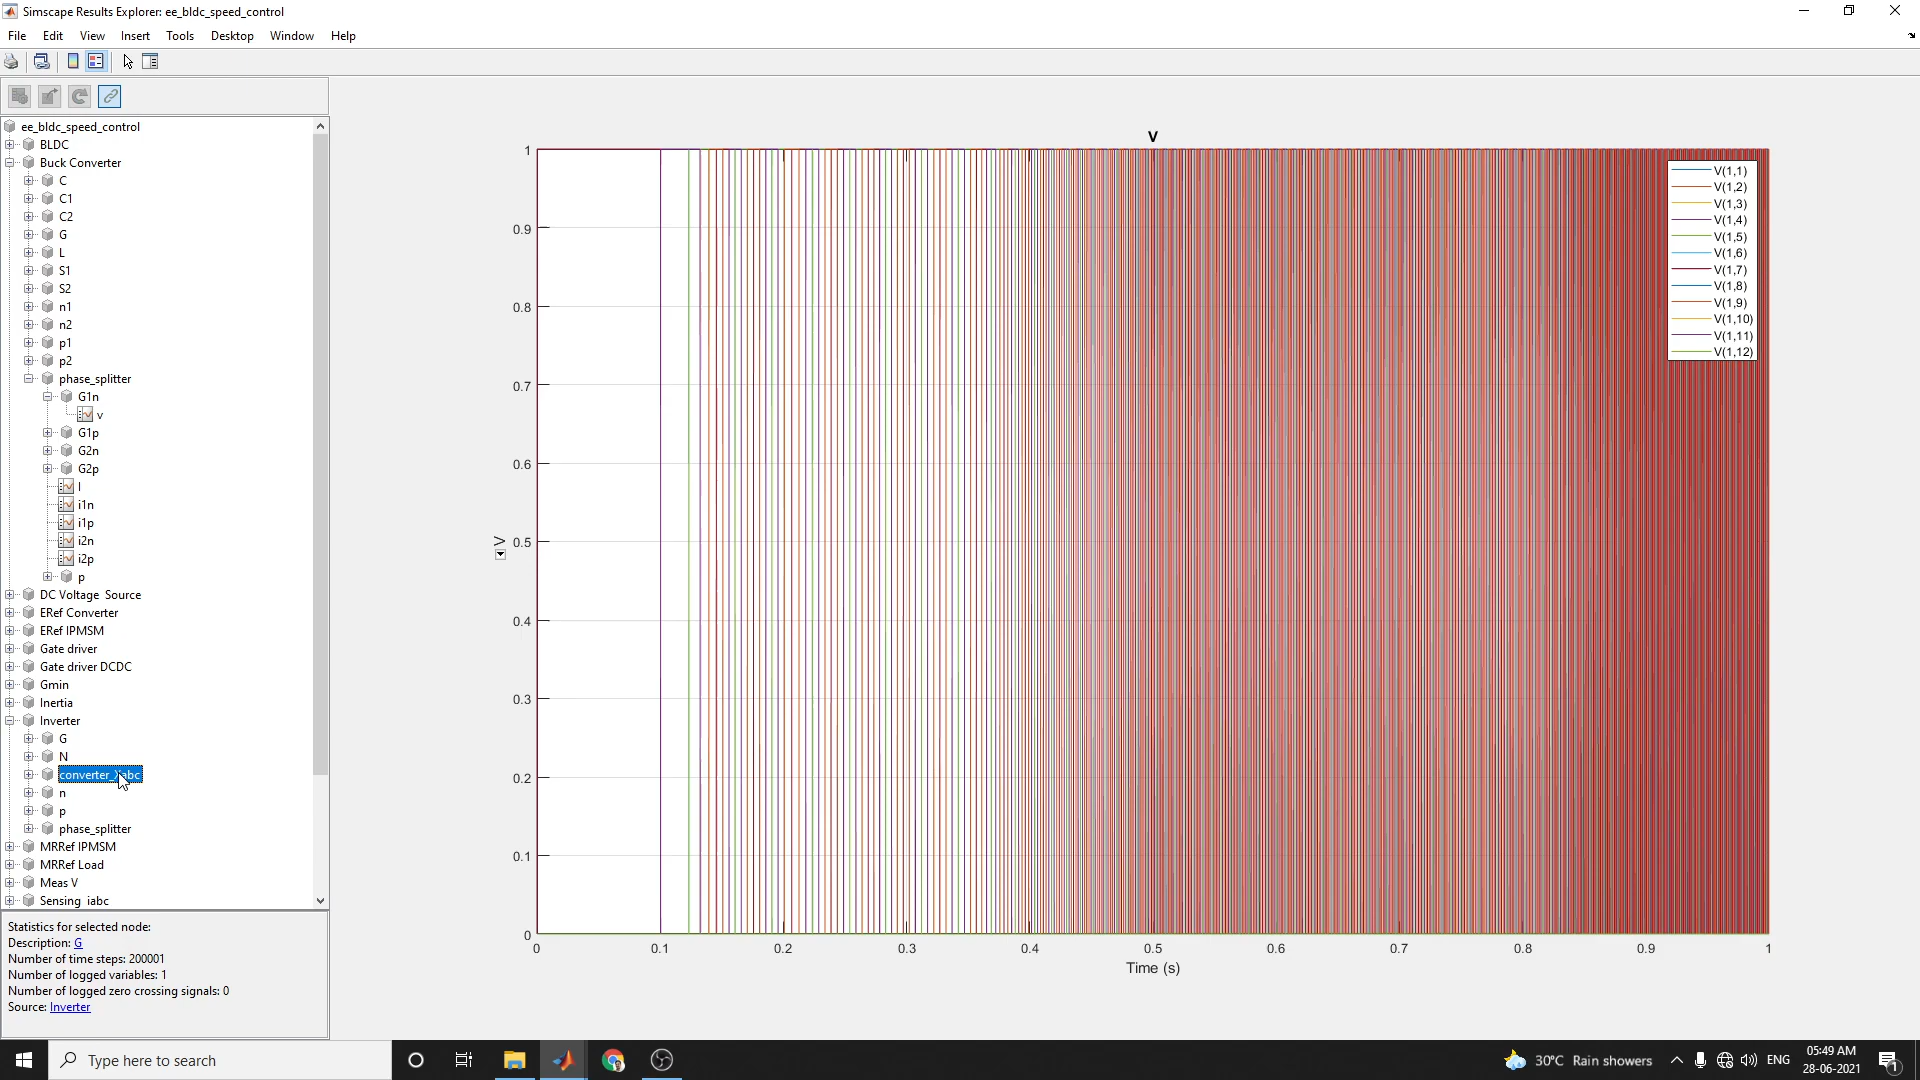 Simscape Results Explorer: ee_bldc_speed_control
File Edit View Insert Tools Desktop Window Help
ee_bldc_speed_control
BLDC
Buck Converter
C
C1
C2
G
L
S1
S2
n1
n2
p1
p2
phase_splitter
G1n
v
G1p
G2n
G2p
I
i1n
i1p
i2n
i2p
p
DC Voltage Source
ERef Converter
ERef IPMSM
Gate driver
Gate driver DCDC
Gmin
Inertia
Inverter
G
N
n
p
phase_splitter
MRRef IPMSM
MRRef Load
Meas V
Sensing iabc
Statistics for selected node:
Description: G
Number of time steps: 200001
Number of logged variables: 1
Number of logged zero crossing signals: 0
Source: Inverter
V
1
0.9
0.8
0.7
0.6
0.5
0.4
0.3
0.2
0.1
0
V
0 0.1 0.2 0.3 0.4 0.5 0.6 0.7 0.8 0.9 1
Time (s)
V(1,1)
V(1,2)
V(1,3)
V(1,4)
V(1,5)
V(1,6)
V(1,7)
V(1,8)
V(1,9)
V(1,10)
V(1,11)
V(1,12)
Type here to search
30°C Rain showers
ENG
05:49 AM
28-06-2021
1